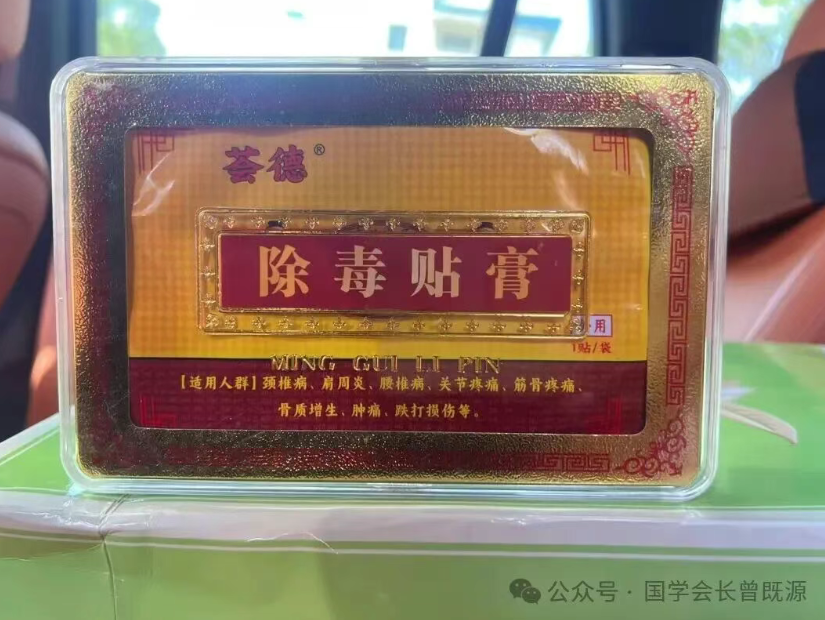 荟德®
除毒贴膏
用
1贴/袋
MING GUI LI PIN
【适用人群】颈椎病、肩周炎、腰椎病、关节疼痛、筋骨疼痛、
骨质增生、肿痛、跌打损伤等。
公众号·国学会长曾既源